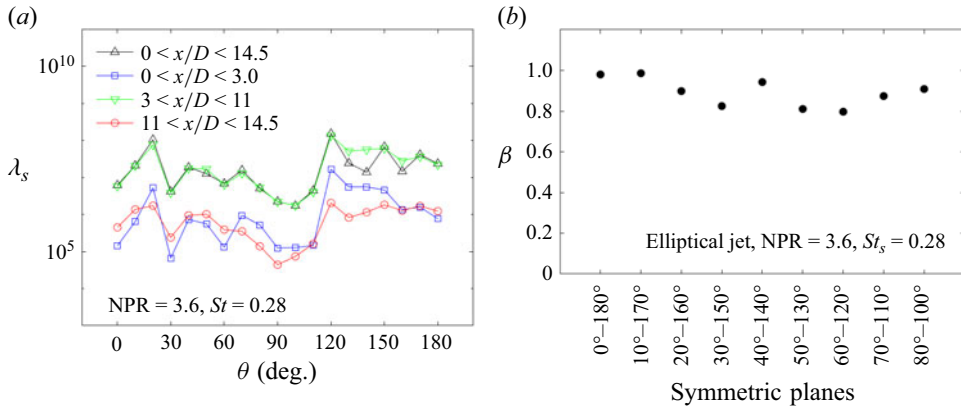 (a)
10^10
10^5
λ_s
0 < x/D < 14.5
0 < x/D < 3.0
3 < x/D < 11
11 < x/D < 14.5
NPR = 3.6, St = 0.28
0 30 60 90 120 150 180
θ (deg.)
(b)
1.0
0.8
0.6
0.4
0.2
0
β
Elliptical jet, NPR = 3.6, St_s = 0.28
0°–180°
10°–170°
20°–160°
30°–150°
40°–140°
50°–130°
60°–120°
70°–110°
80°–100°
Symmetric planes